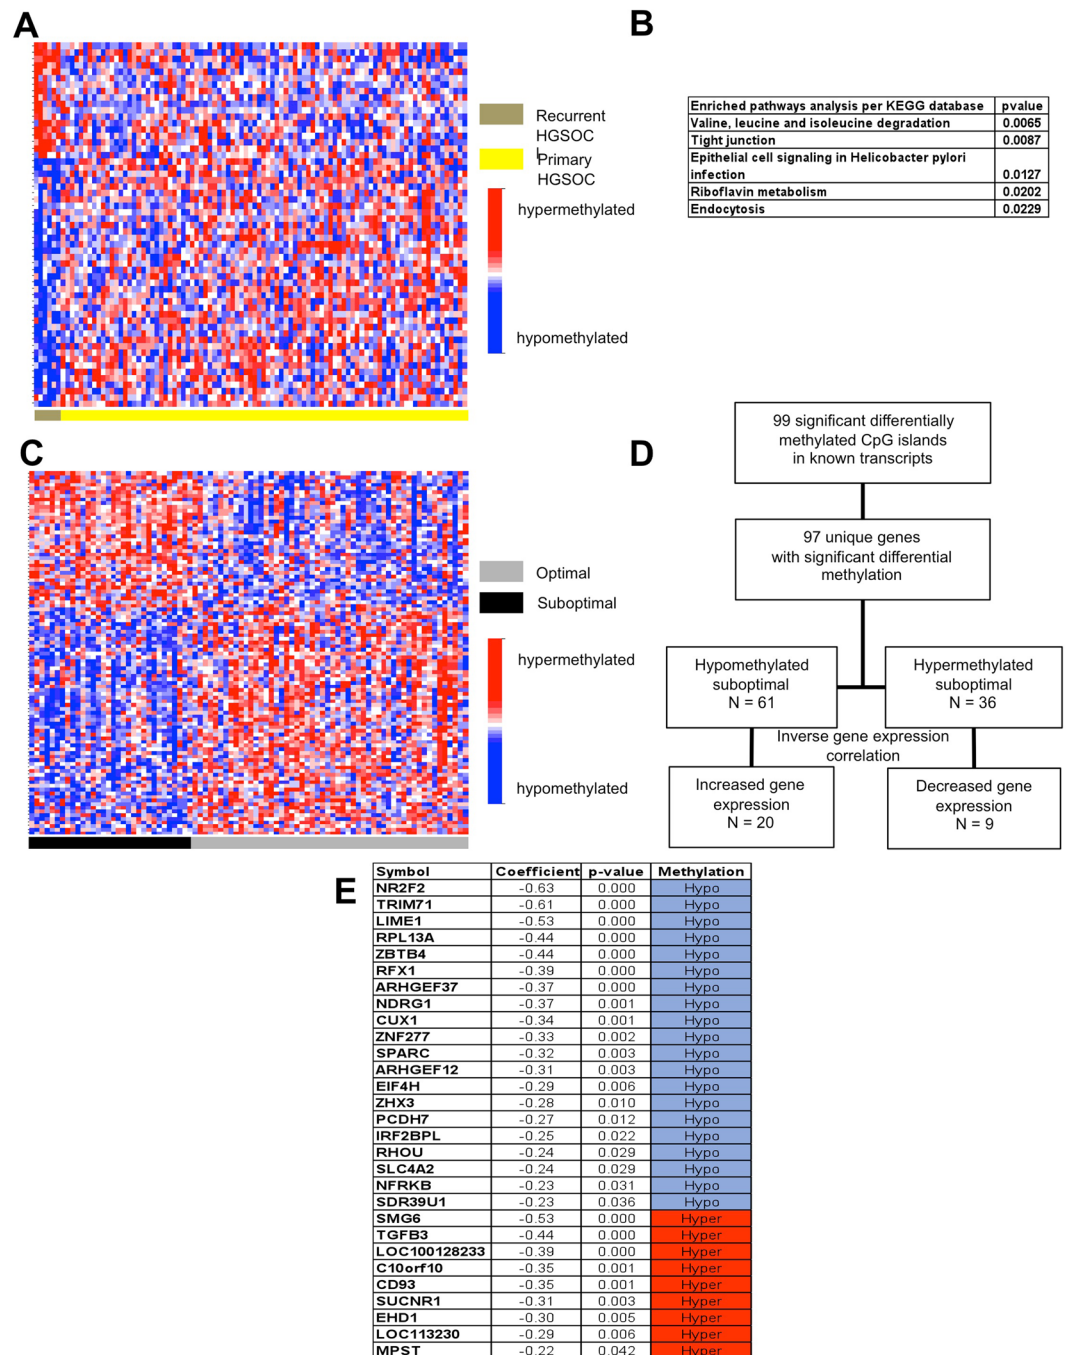 A
Recurrent
HGSOC
Primary
HGSOC
hypermethylated
hypomethylated
B
Enriched pathways analysis per KEGG database pvalue
Valine, leucine and isoleucine degradation 0.0065
Tight junction 0.0087
Epithelial cell signaling in Helicobacter pylori
infection 0.0127
Riboflavin metabolism 0.0202
Endocytosis 0.0229
C
Optimal
Suboptimal
hypermethylated
hypomethylated
D
99 significant differentially
methylated CpG islands
in known transcripts
97 unique genes
with significant differential
methylation
Hypomethylated
suboptimal
N = 61
Hypermethylated
suboptimal
N = 36
Inverse gene expression
correlation
Increased gene
expression
N = 20
Decreased gene
expression
N = 9
E
Symbol Coefficient p-value Methylation
NR2F2 -0.63 0.000 Hypo
TRIM71 -0.61 0.000 Hypo
LIME1 -0.53 0.000 Hypo
RPL13A -0.44 0.000 Hypo
ZBTB4 -0.44 0.000 Hypo
RFX1 -0.39 0.000 Hypo
ARHGEF37 -0.37 0.000 Hypo
NDRG1 -0.37 0.001 Hypo
CUX1 -0.34 0.001 Hypo
ZNF277 -0.33 0.002 Hypo
SPARC -0.32 0.003 Hypo
ARHGEF12 -0.31 0.003 Hypo
EIF4H -0.29 0.006 Hypo
ZHX3 -0.28 0.010 Hypo
PCDH7 -0.27 0.012 Hypo
IRF2BPL -0.25 0.022 Hypo
RHOU -0.24 0.029 Hypo
SLC4A2 -0.24 0.029 Hypo
NFRKB -0.23 0.031 Hypo
SDR39U1 -0.23 0.036 Hypo
SMG6 -0.53 0.000 Hyper
TGFB3 -0.44 0.000 Hyper
LOC100128233 -0.39 0.000 Hyper
C10orf10 -0.35 0.001 Hyper
CD93 -0.35 0.001 Hyper
SUCNR1 -0.31 0.003 Hyper
EHD1 -0.30 0.005 Hyper
LOC113230 -0.29 0.006 Hyper
MPST -0.22 0.042 Hyper